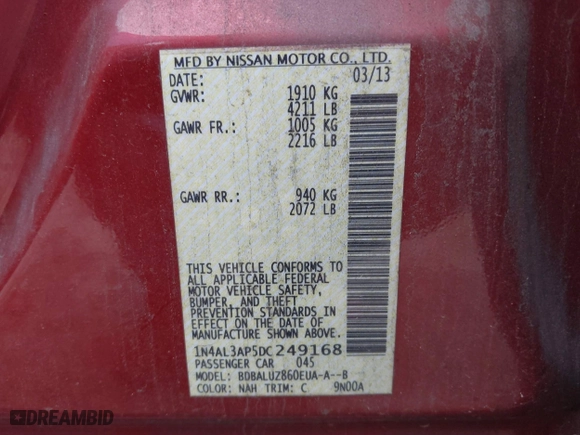 MFD BY NISSAN MOTOR CO., LTD.
DATE: 03/13
GVWR: 1910 KG
4211 LB
GAWR FR.: 1005 KG
2216 LB
GAWR RR.: 940 KG
2072 LB
THIS VEHICLE CONFORMS TO
ALL APPLICABLE FEDERAL
MOTOR VEHICLE SAFETY,
BUMPER, AND THEFT
PREVENTION STANDARDS IN
EFFECT ON THE DATE OF
MANUFACTURE SHOWN ABOVE.
1N4AL3AP5DC249168
PASSENGER CAR 045
MODEL: BDBALUZ860EUA-A--B
COLOR: NAH TRIM: C 9N00A
DREAMBID